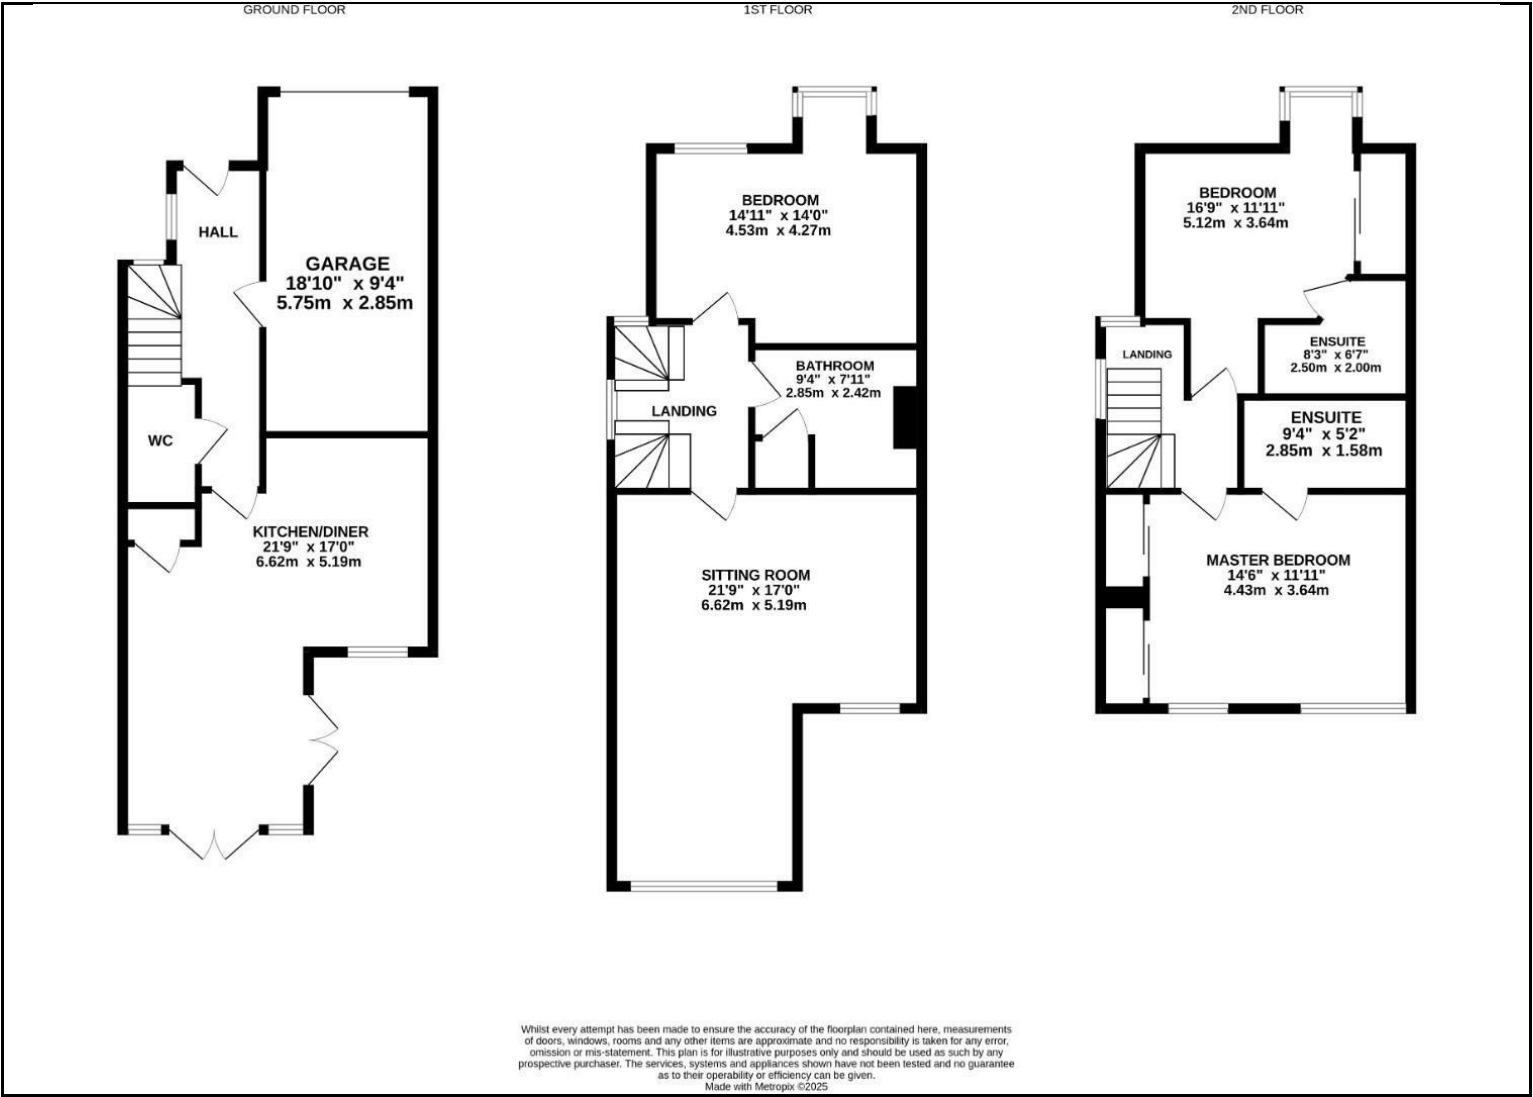 GROUND FLOOR
1ST FLOOR
2ND FLOOR
HALL
GARAGE
18'10" x 9'4"
5.75m x 2.85m
WC
KITCHEN/DINER
21'9" x 17'0"
6.62m x 5.19m
BEDROOM
14'11" x 14'0"
4.53m x 4.27m
BATHROOM
9'4" x 7'11"
2.85m x 2.42m
LANDING
SITTING ROOM
21'9" x 17'0"
6.62m x 5.19m
BEDROOM
16'9" x 11'11"
5.12m x 3.64m
LANDING
ENSUITE
8'3" x 6'7"
2.50m x 2.00m
ENSUITE
9'4" x 5'2"
2.85m x 1.58m
MASTER BEDROOM
14'6" x 11'11"
4.43m x 3.64m
Whilst every attempt has been made to ensure the accuracy of the floorplan contained here, measurements
of doors, windows, rooms and any other items are approximate and no responsibility is taken for any error,
omission or mis-statement. This plan is for illustrative purposes only and should be used as such by any
prospective purchaser. The services, systems and appliances shown have not been tested and no guarantee
as to their operability or efficiency can be given.
Made with Metropix ©2025